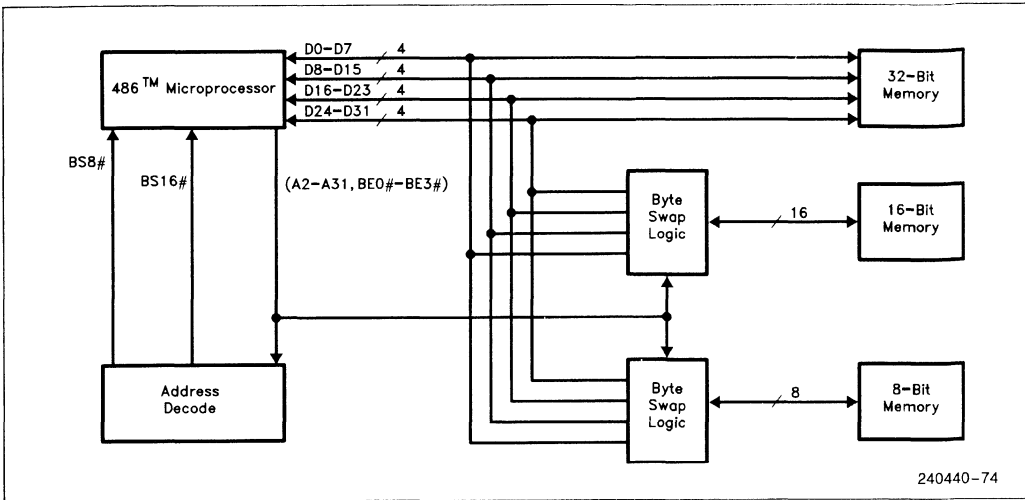 486™ Microprocessor
D0-D7 4
D8-D15 4
D16-D23 4
D24-D31 4
32-Bit
Memory
BS8#
BS16#
(A2-A31, BE0#-BE3#)
Byte
Swap
Logic
16
16-Bit
Memory
Address
Decode
Byte
Swap
Logic
8
8-Bit
Memory
240440-74